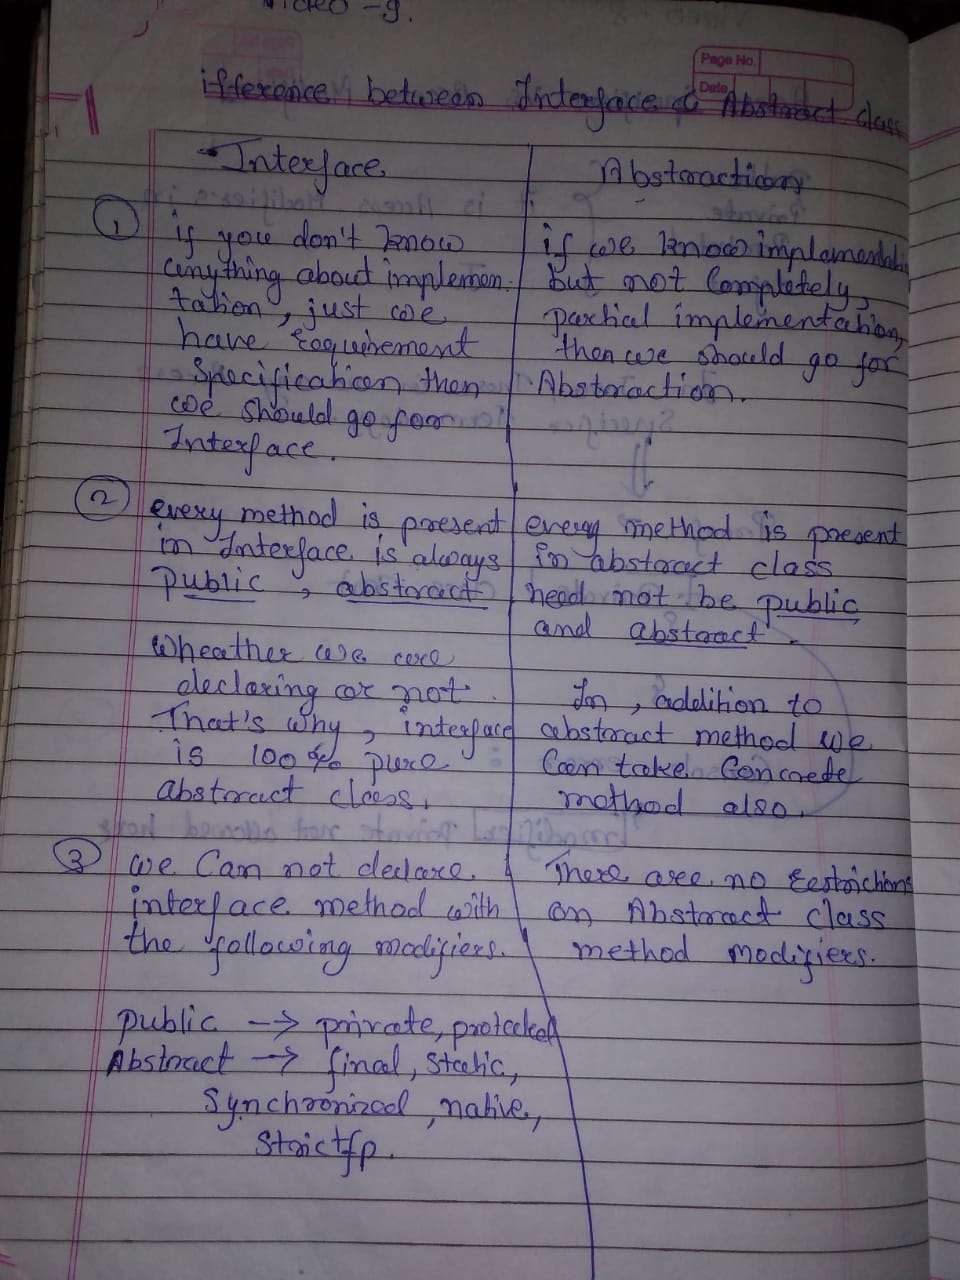 Video -9.
Page No.
Date
ifference between Interface & Abstract class
Interface
Abstraction
①
if you don't know
anything about implemen
tation, just we
have requirement
Specification, then
we should go for
Interface.
if we know implementati
but not Completely,
partial implementation,
then we should go for
Abstraction.
②
every method is present
in Interface is always
public, abstract
Wheather we are
declaring or not.
That's why, interface
is 100% pure
abstract class.
every method is present
in abstract class
need not be public
and abstract.
In, addition to
abstract method we
Can take Concrede
method also.
③
we Can not declare
interface method with
the following modifiers.
public → private, protected
Abstract → final, static,
Synchronized, native,
Strictfp.
There are no restrictions
on Abstract class
method modifiers.